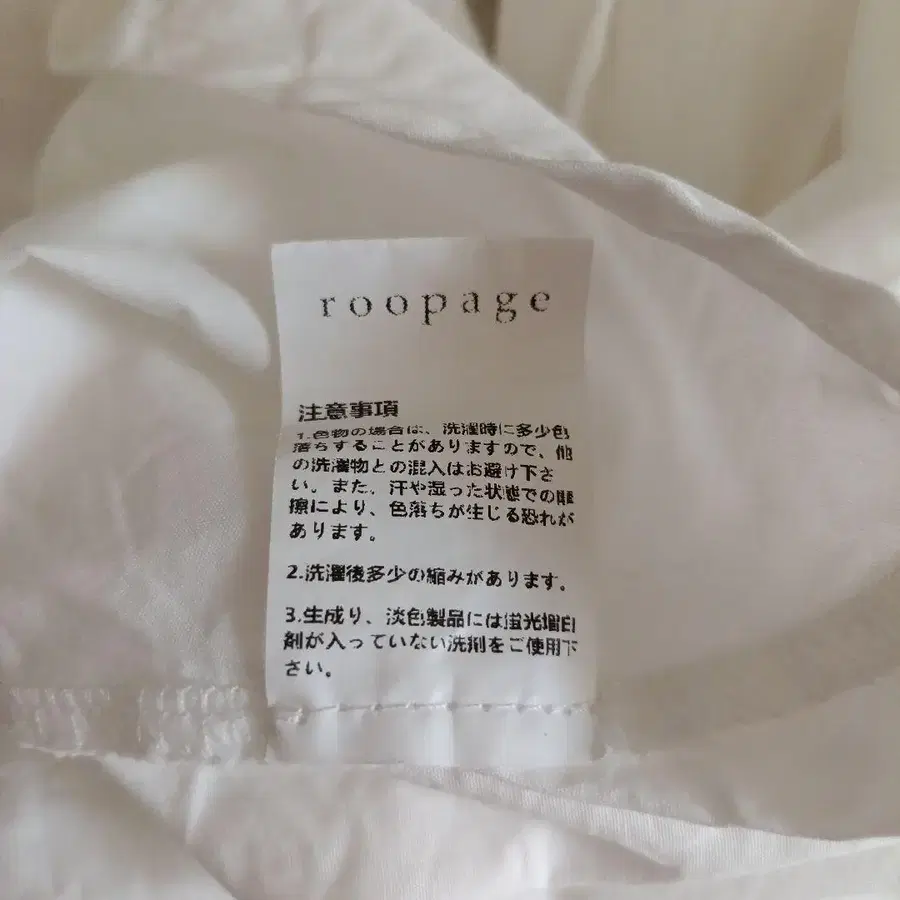 roopage
注意事項
1.色物の場合は、洗濯時に多少色
落ちすることがありますので、他
の洗濯物との混入はお避け下さ
い。また、汗や湿った状態での摩
擦により、色落ちが生じる恐れが
あります。
2.洗濯後多少の縮みがあります。
3.生成り、淡色製品には蛍光増白
剤が入っていない洗剤をご使用下
さい。